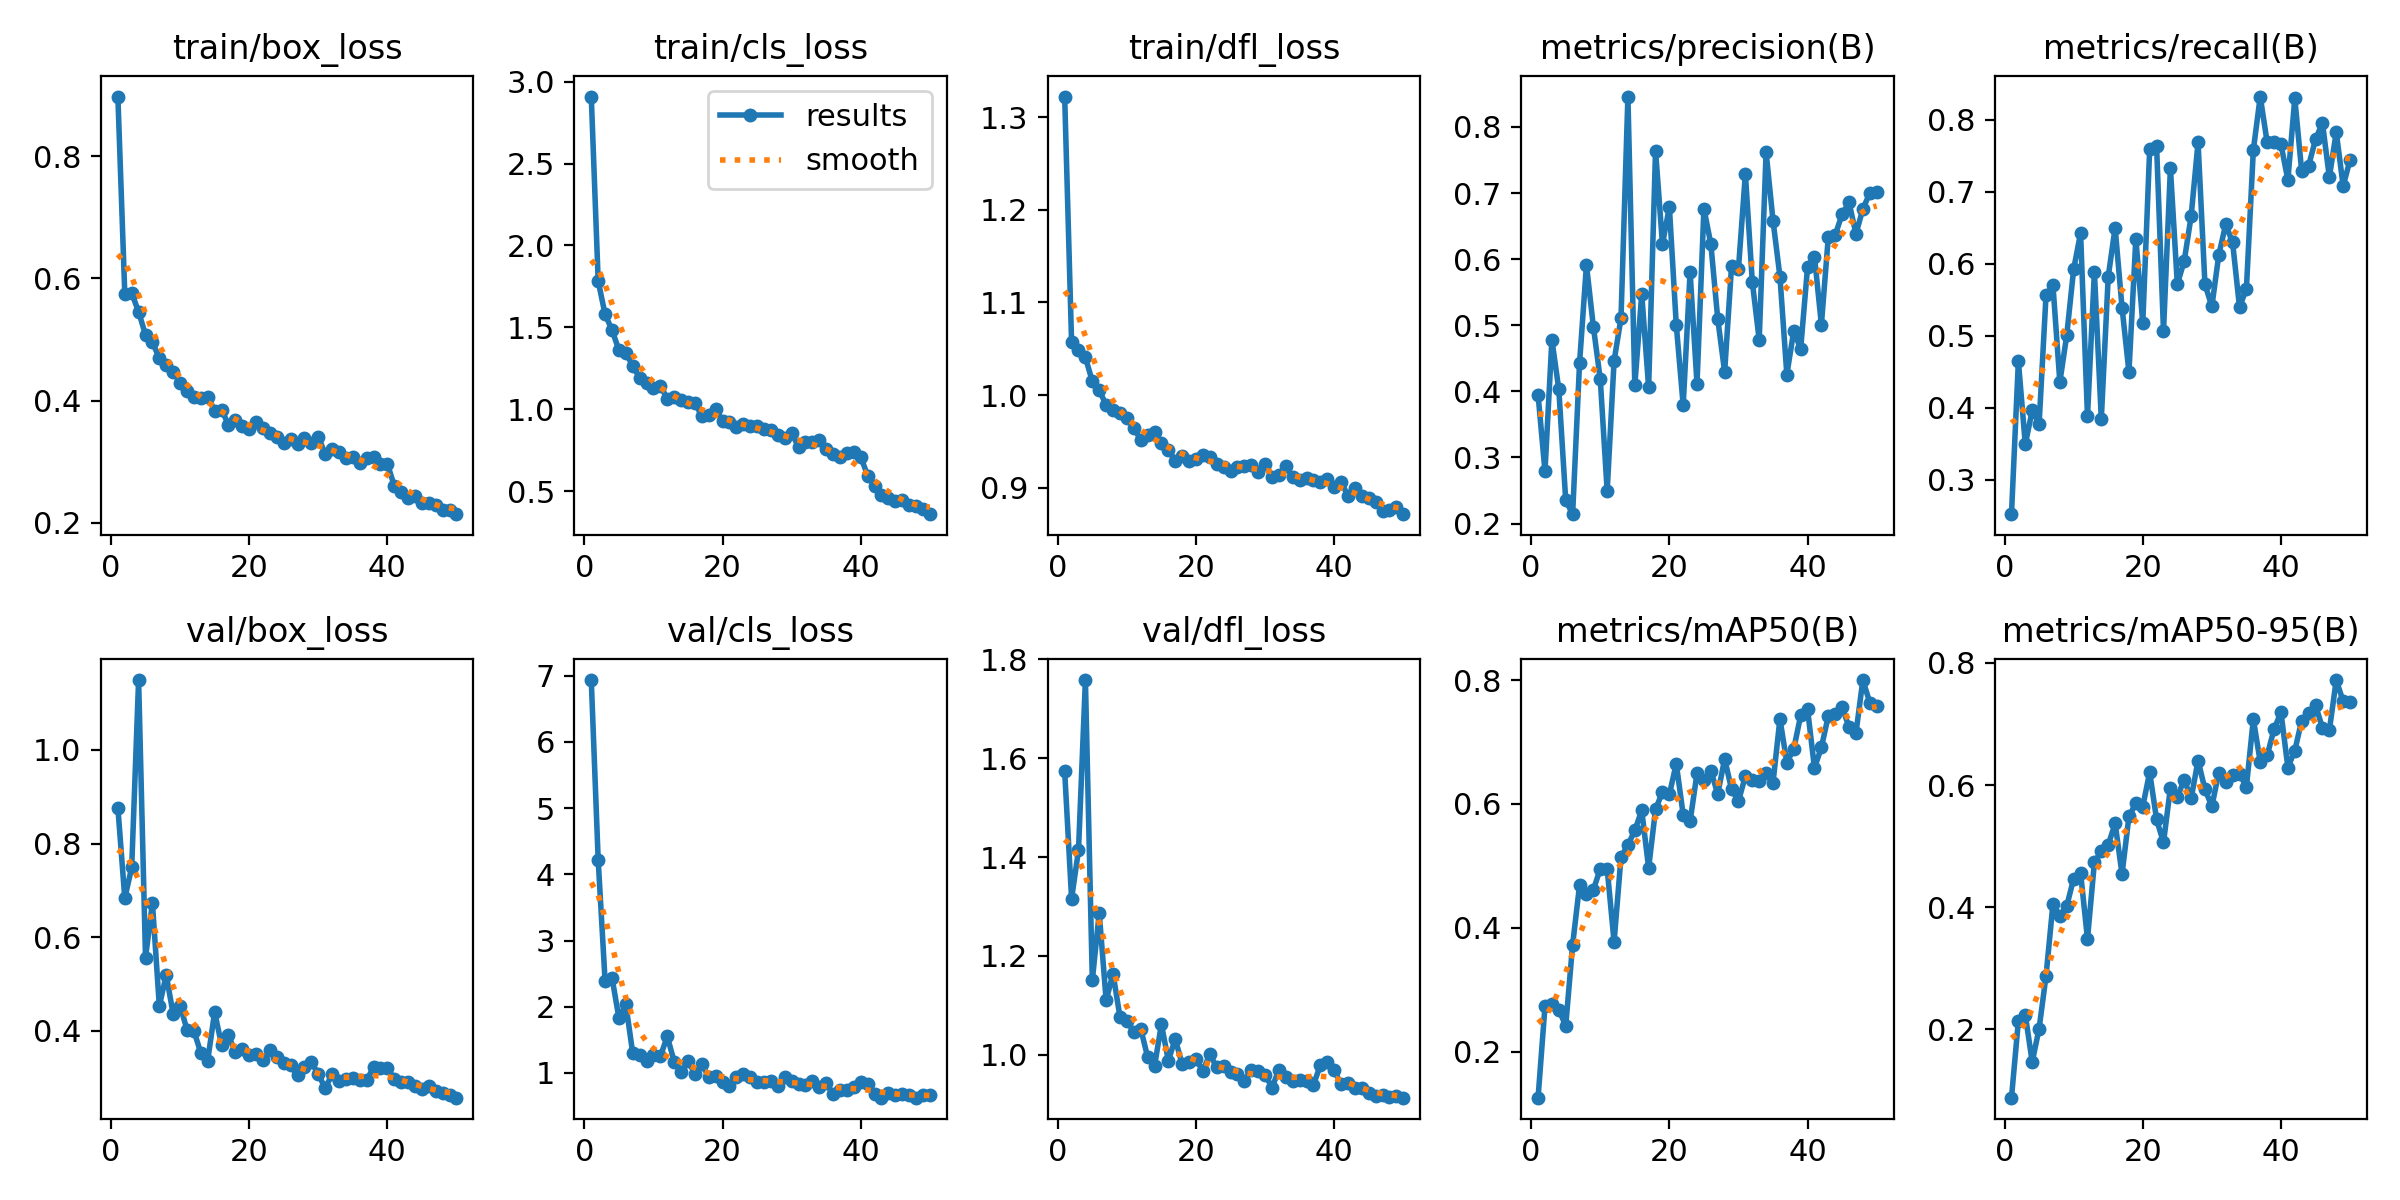 train/box_loss
0.8
0.6
0.4
0.2
0 20 40
train/cls_loss
3.0
2.5
2.0
1.5
1.0
0.5
0 20 40
results
smooth
train/dfl_loss
1.3
1.2
1.1
1.0
0.9
0 20 40
metrics/precision(B)
0.8
0.7
0.6
0.5
0.4
0.3
0.2
0 20 40
metrics/recall(B)
0.8
0.7
0.6
0.5
0.4
0.3
0 20 40
val/box_loss
1.0
0.8
0.6
0.4
0 20 40
val/cls_loss
7
6
5
4
3
2
1
0 20 40
val/dfl_loss
1.8
1.6
1.4
1.2
1.0
0 20 40
metrics/mAP50(B)
0.8
0.6
0.4
0.2
0 20 40
metrics/mAP50-95(B)
0.8
0.6
0.4
0.2
0 20 40